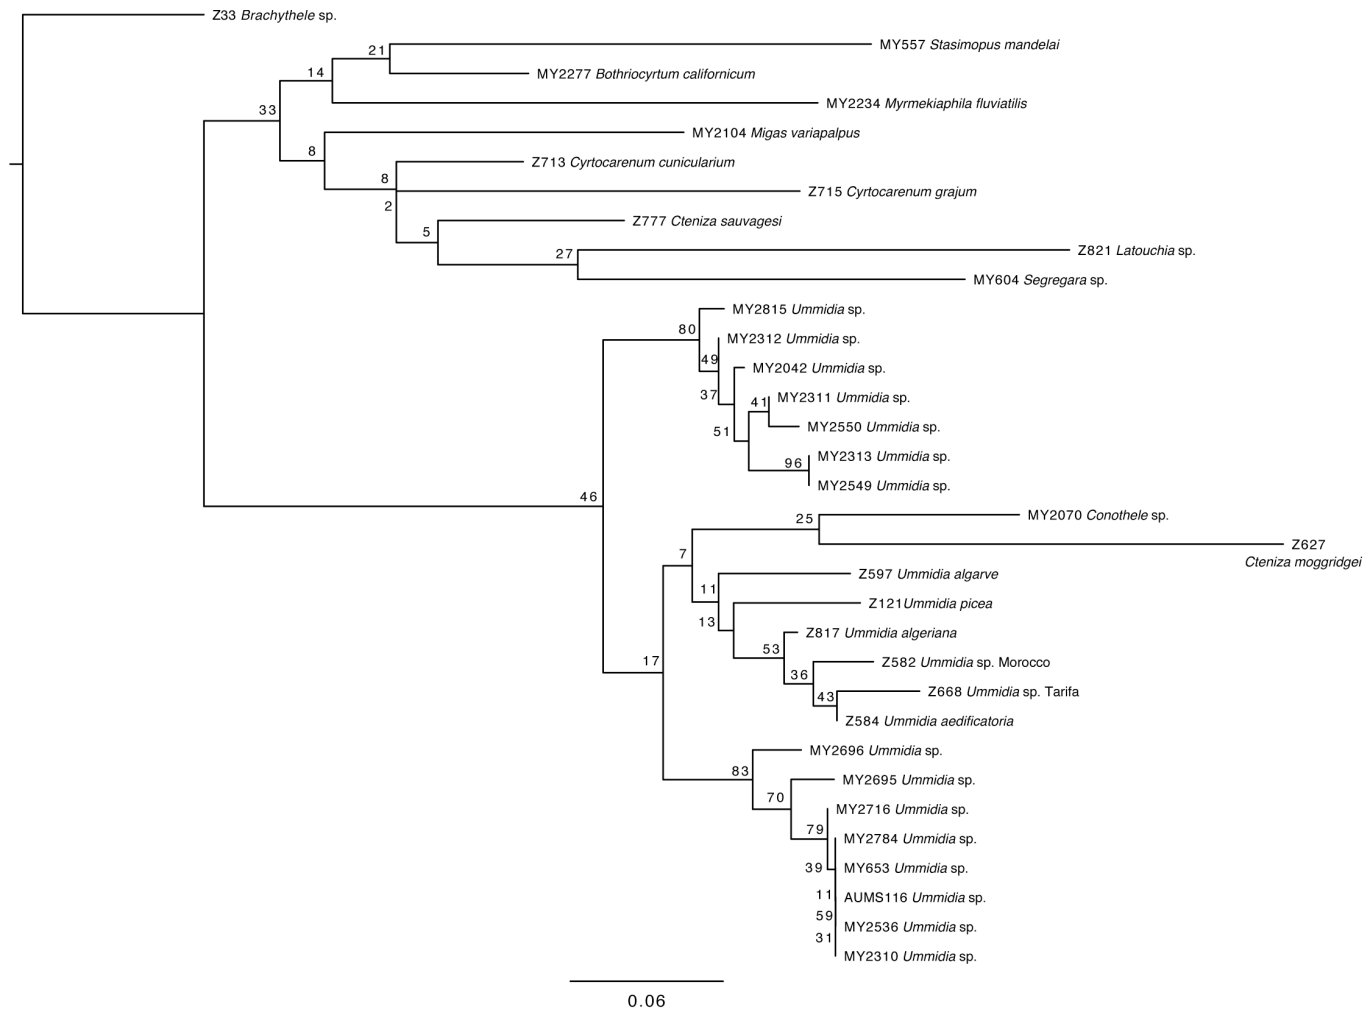 Z33 Brachythele sp.
21
MY557 Stasimopus mandelai
14
MY2277 Bothriocyrtum californicum
33
MY2234 Myrmekiaphila fluviatilis
8
MY2104 Migas variapalpus
8
Z713 Cyrtocarenum cunicularium
2
Z715 Cyrtocarenum grajum
5
Z777 Cteniza sauvagesi
27
Z821 Latouchia sp.
MY604 Segregara sp.
80
MY2815 Ummidia sp.
49
MY2312 Ummidia sp.
37
MY2042 Ummidia sp.
41
MY2311 Ummidia sp.
51
MY2550 Ummidia sp.
96
MY2313 Ummidia sp.
MY2549 Ummidia sp.
46
25
MY2070 Conothele sp.
7
Z627
Cteniza moggridgei
11
Z597 Ummidia algarve
13
Z121Ummidia picea
53
Z817 Ummidia algeriana
17
36
Z582 Ummidia sp. Morocco
43
Z668 Ummidia sp. Tarifa
Z584 Ummidia aedificatoria
83
MY2696 Ummidia sp.
70
MY2695 Ummidia sp.
79
MY2716 Ummidia sp.
MY2784 Ummidia sp.
39
MY653 Ummidia sp.
11
AUMS116 Ummidia sp.
59
MY2536 Ummidia sp.
31
MY2310 Ummidia sp.
0.06